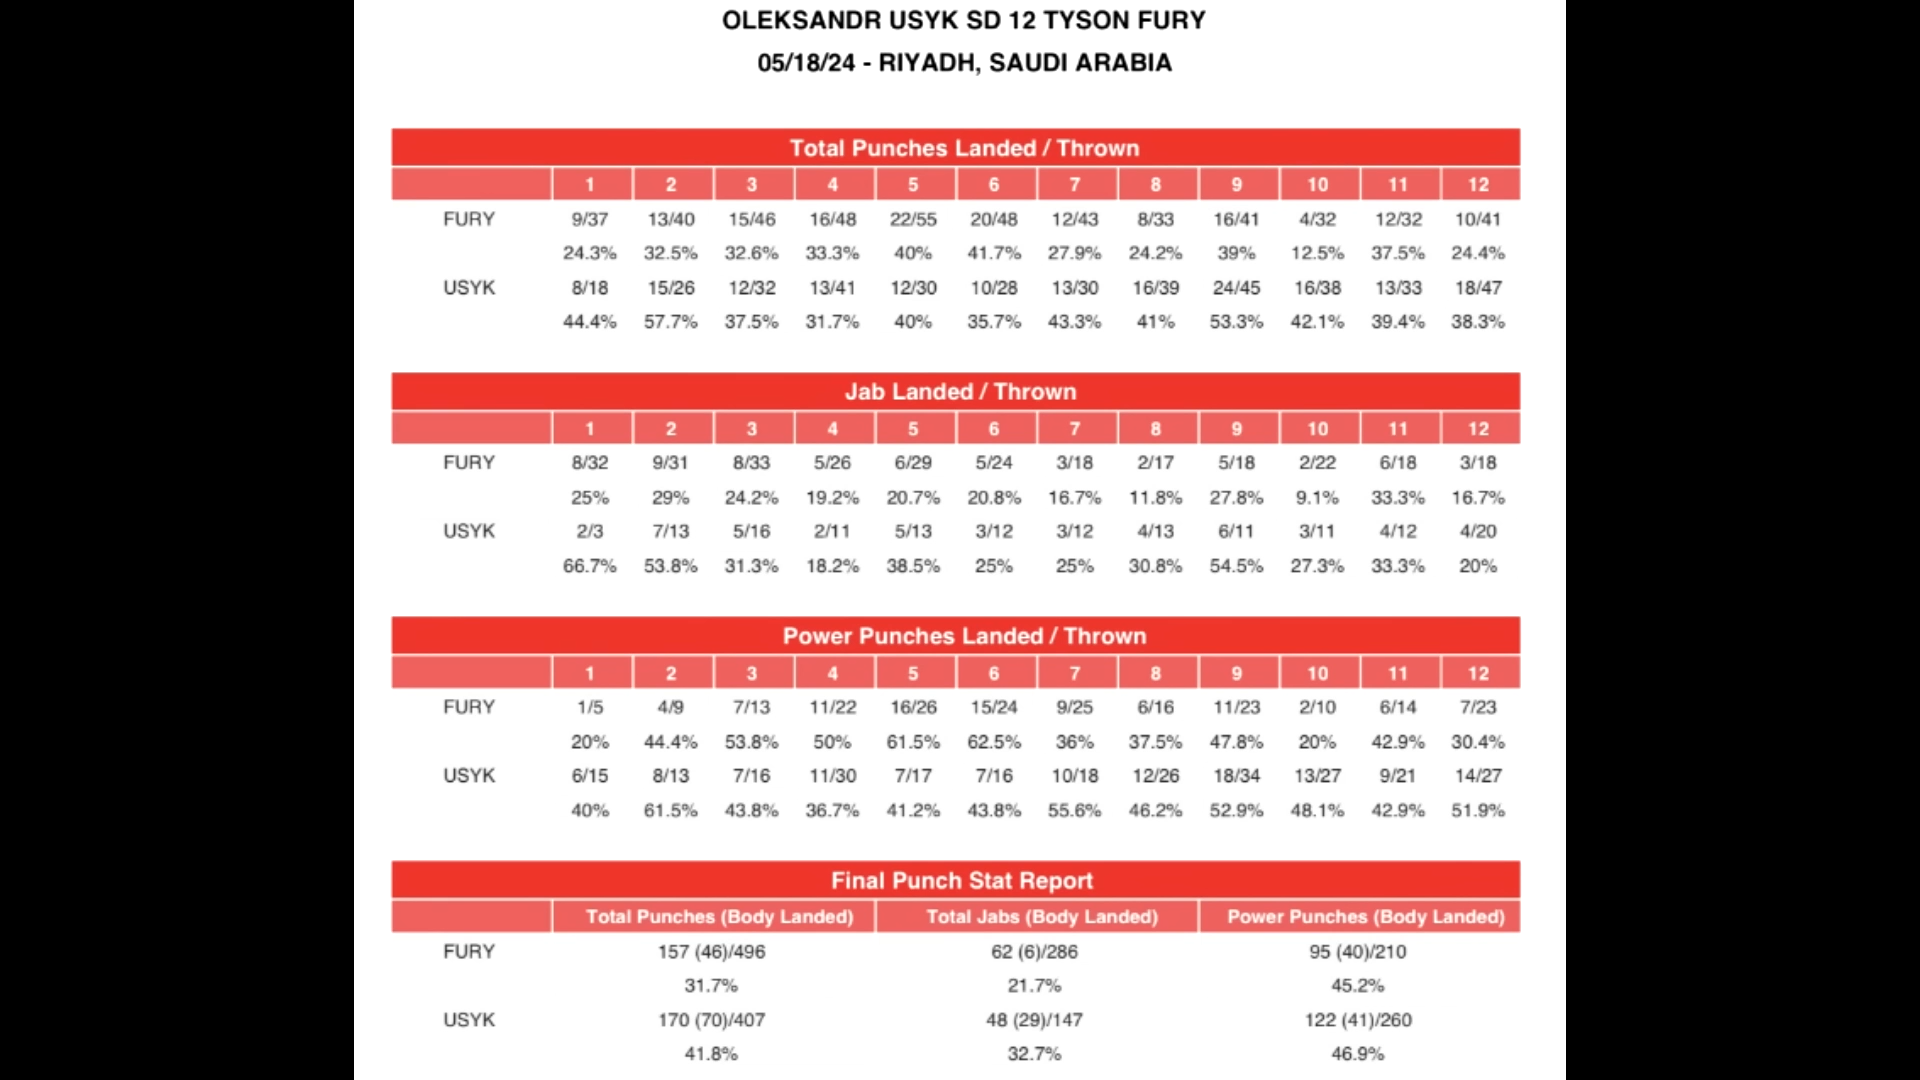 OLEKSANDR USYK SD 12 TYSON FURY
05/18/24 - RIYADH, SAUDI ARABIA
Total Punches Landed / Thrown
1 2 3 4 5 6 7 8 9 10 11 12
FURY 9/37 13/40 15/46 16/48 22/55 20/48 12/43 8/33 16/41 4/32 12/32 10/41
24.3% 32.5% 32.6% 33.3% 40% 41.7% 27.9% 24.2% 39% 12.5% 37.5% 24.4%
USYK 8/18 15/26 12/32 13/41 12/30 10/28 13/30 16/39 24/45 16/38 13/33 18/47
44.4% 57.7% 37.5% 31.7% 40% 35.7% 43.3% 41% 53.3% 42.1% 39.4% 38.3%
Jab Landed / Thrown
1 2 3 4 5 6 7 8 9 10 11 12
FURY 8/32 9/31 8/33 5/26 6/29 5/24 3/18 2/17 5/18 2/22 6/18 3/18
25% 29% 24.2% 19.2% 20.7% 20.8% 16.7% 11.8% 27.8% 9.1% 33.3% 16.7%
USYK 2/3 7/13 5/16 2/11 5/13 3/12 3/12 4/13 6/11 3/11 4/12 4/20
66.7% 53.8% 31.3% 18.2% 38.5% 25% 25% 30.8% 54.5% 27.3% 33.3% 20%
Power Punches Landed / Thrown
1 2 3 4 5 6 7 8 9 10 11 12
FURY 1/5 4/9 7/13 11/22 16/26 15/24 9/25 6/16 11/23 2/10 6/14 7/23
20% 44.4% 53.8% 50% 61.5% 62.5% 36% 37.5% 47.8% 20% 42.9% 30.4%
USYK 6/15 8/13 7/16 11/30 7/17 7/16 10/18 12/26 18/34 13/27 9/21 14/27
40% 61.5% 43.8% 36.7% 41.2% 43.8% 55.6% 46.2% 52.9% 48.1% 42.9% 51.9%
Final Punch Stat Report
Total Punches (Body Landed) Total Jabs (Body Landed) Power Punches (Body Landed)
FURY 157 (46)/496 62 (6)/286 95 (40)/210
31.7% 21.7% 45.2%
USYK 170 (70)/407 48 (29)/147 122 (41)/260
41.8% 32.7% 46.9%